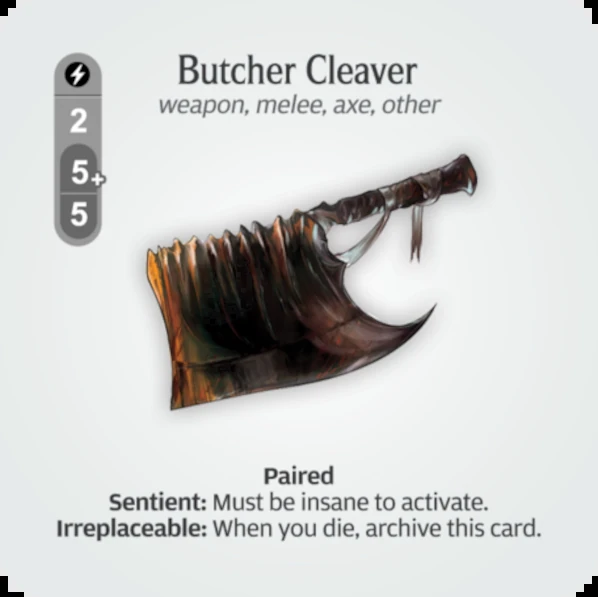 Butcher Cleaver
weapon, melee, axe, other
2
5+
5
Paired
Sentient: Must be insane to activate.
Irreplaceable: When you die, archive this card.